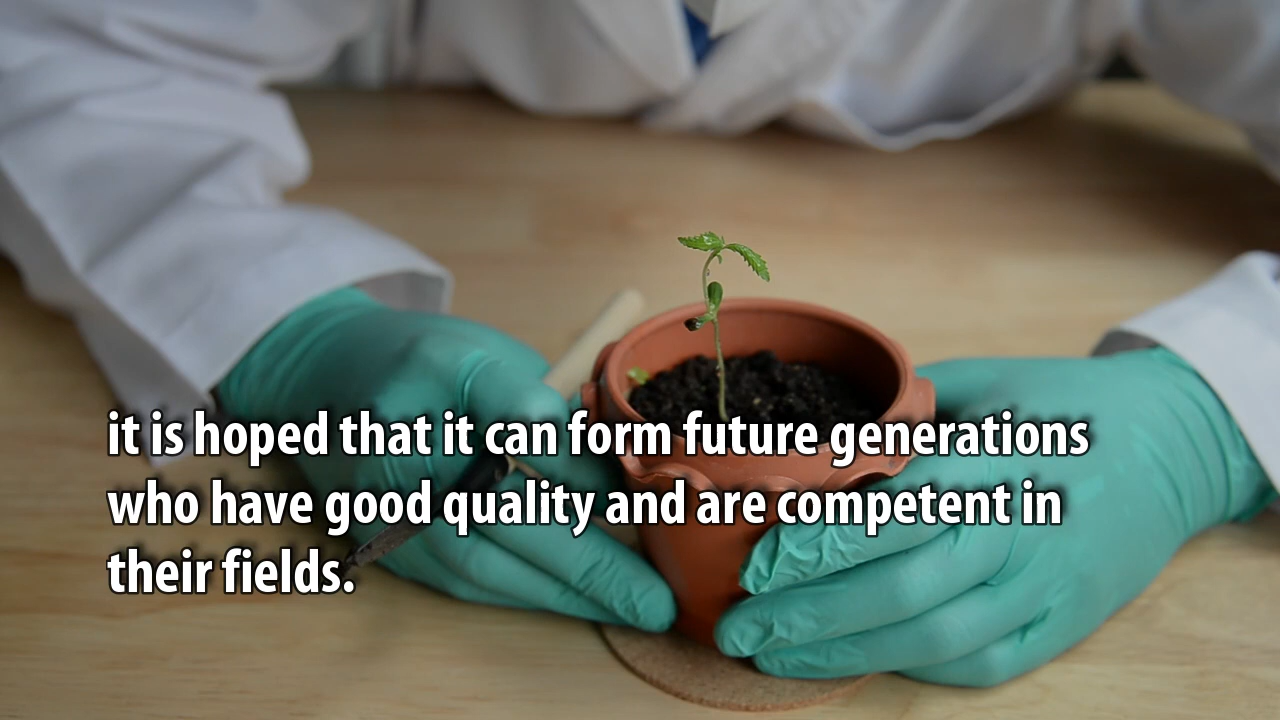 it is hoped that it can form future generations
who have good quality and are competent in
their fields.